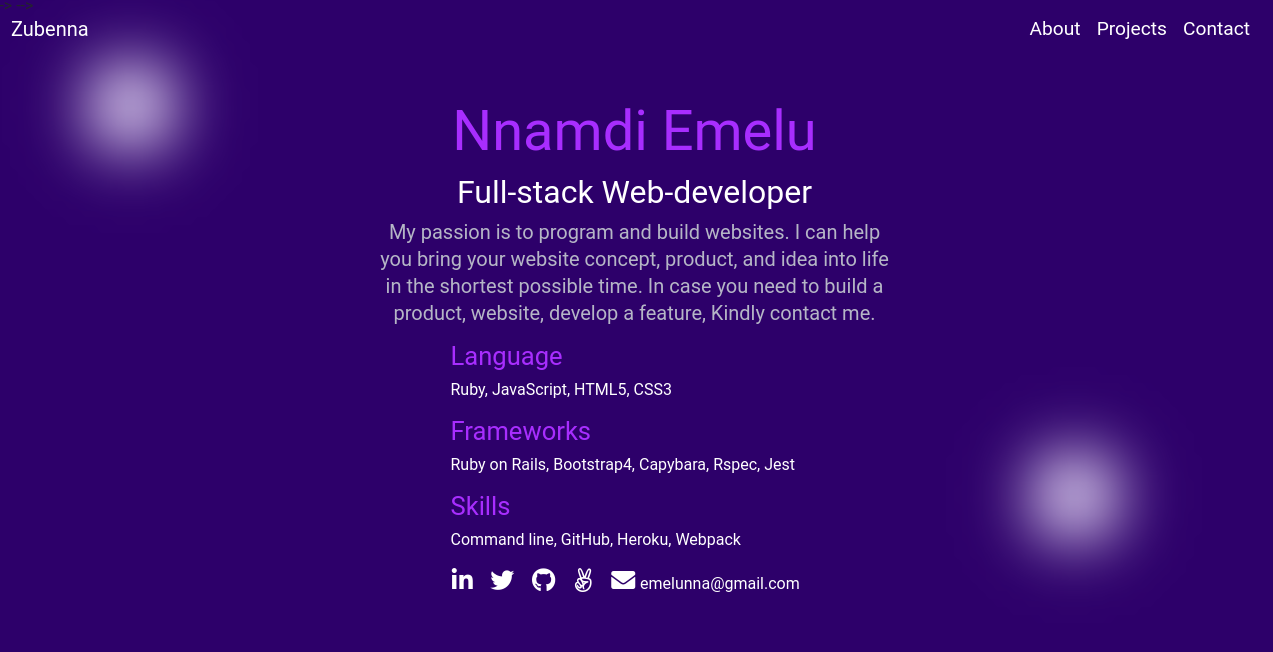 -> -->
Zubenna
About Projects Contact
Nnamdi Emelu
Full-stack Web-developer
My passion is to program and build websites. I can help
you bring your website concept, product, and idea into life
in the shortest possible time. In case you need to build a
product, website, develop a feature, Kindly contact me.
Language
Ruby, JavaScript, HTML5, CSS3
Frameworks
Ruby on Rails, Bootstrap4, Capybara, Rspec, Jest
Skills
Command line, GitHub, Heroku, Webpack
emelunna@gmail.com